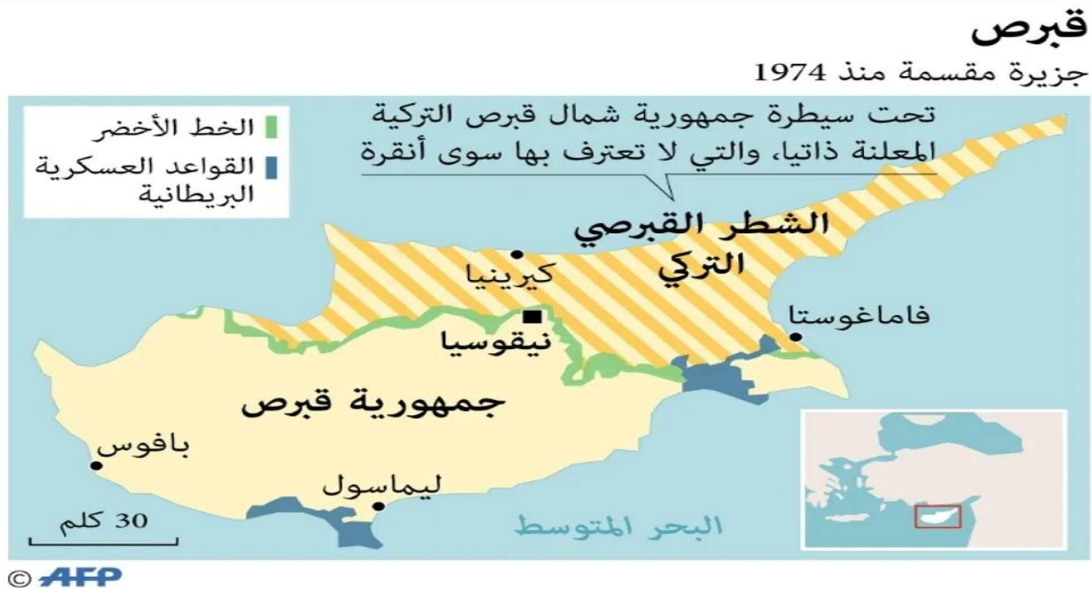 قبرص
جزيرة مقسمة منذ 1974
الخط الأخضر
القواعد العسكرية
البريطانية
تحت سيطرة جمهورية شمال قبرص التركية
المعلنة ذاتيا، والتي لا تعترف بها سوى أنقرة
الشطر القبرصي
التركي
كيرينيا
فاماغوستا
نيقوسيا
جمهورية قبرص
بافوس
ليماسول
البحر المتوسط
30 كلم
© AFP